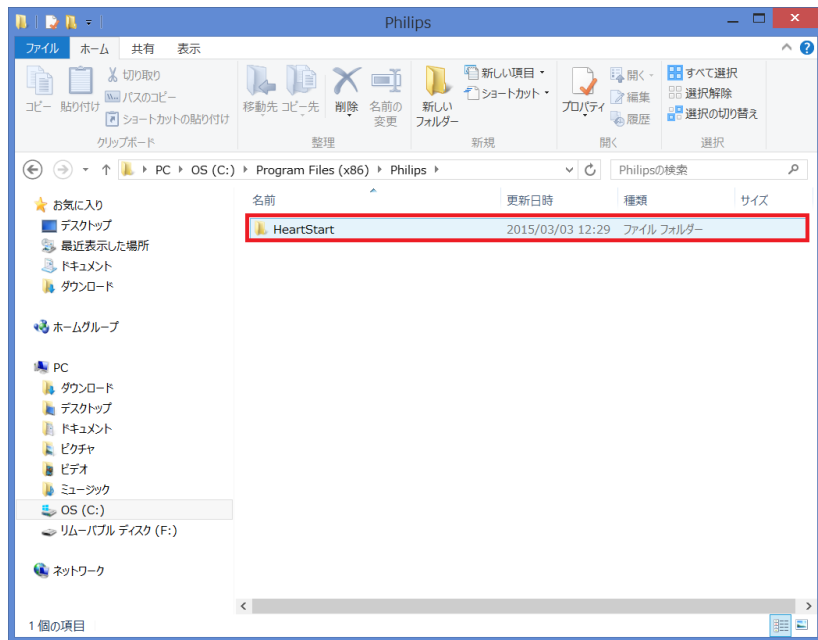 Philips
ファイル ホーム 共有 表示
コピー 貼り付け 切り取り パスのコピー ショートカットの貼り付け
クリップボード
移動先 コピー先 削除 名前の変更
整理
新しいフォルダー 新しい項目 ショートカット
新規
プロパティ 開く 編集 履歴
開く
すべて選択 選択解除 選択の切り替え
選択
PC OS (C:) Program Files (x86) Philips Philipsの検索
名前 更新日時 種類 サイズ
HeartStart 2015/03/03 12:29 ファイル フォルダー
お気に入り
デスクトップ
最近表示した場所
ドキュメント
ダウンロード
ホームグループ
PC
ダウンロード
デスクトップ
ドキュメント
ピクチャ
ビデオ
ミュージック
OS (C:)
リムーバブル ディスク (F:)
ネットワーク
1 個の項目